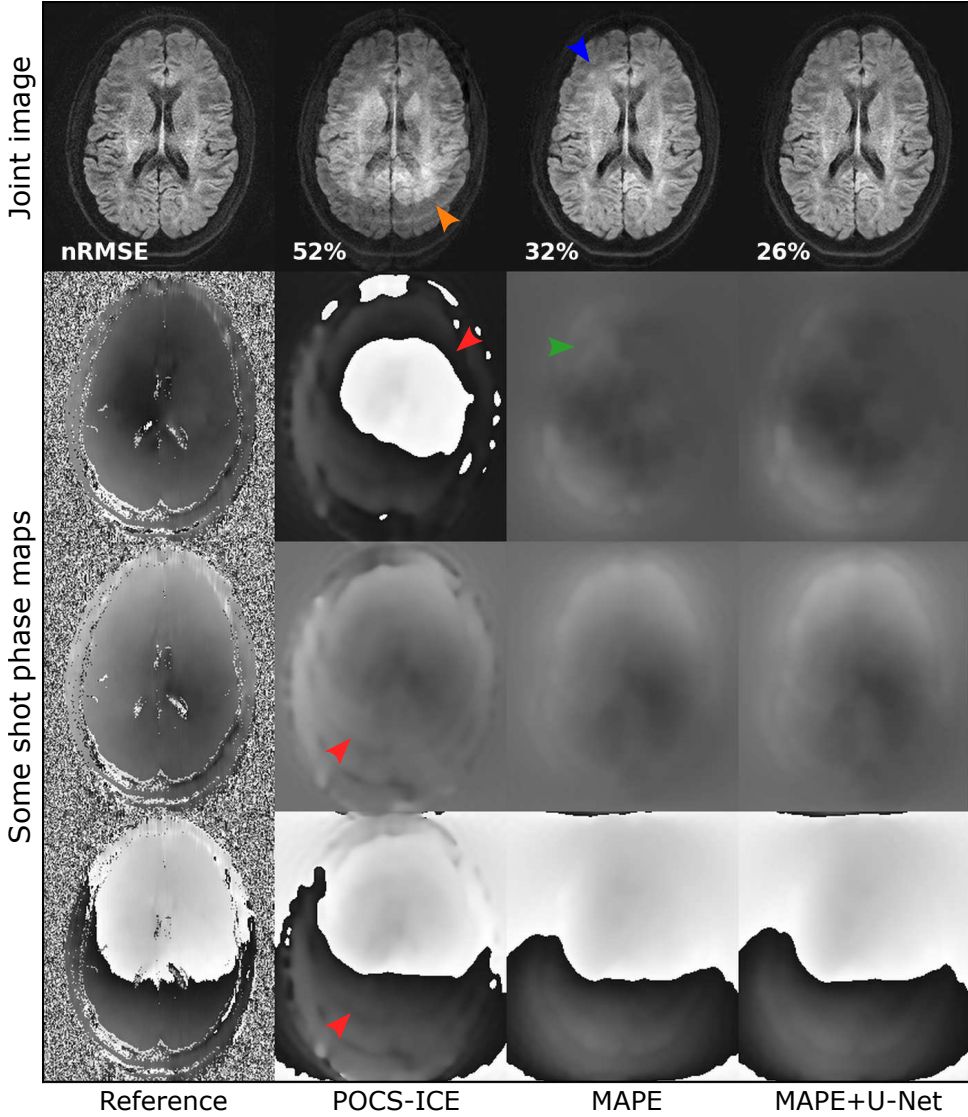 Joint image
nRMSE
52%
32%
26%
Some shot phase maps
Reference
POCS-ICE
MAPE
MAPE+U-Net